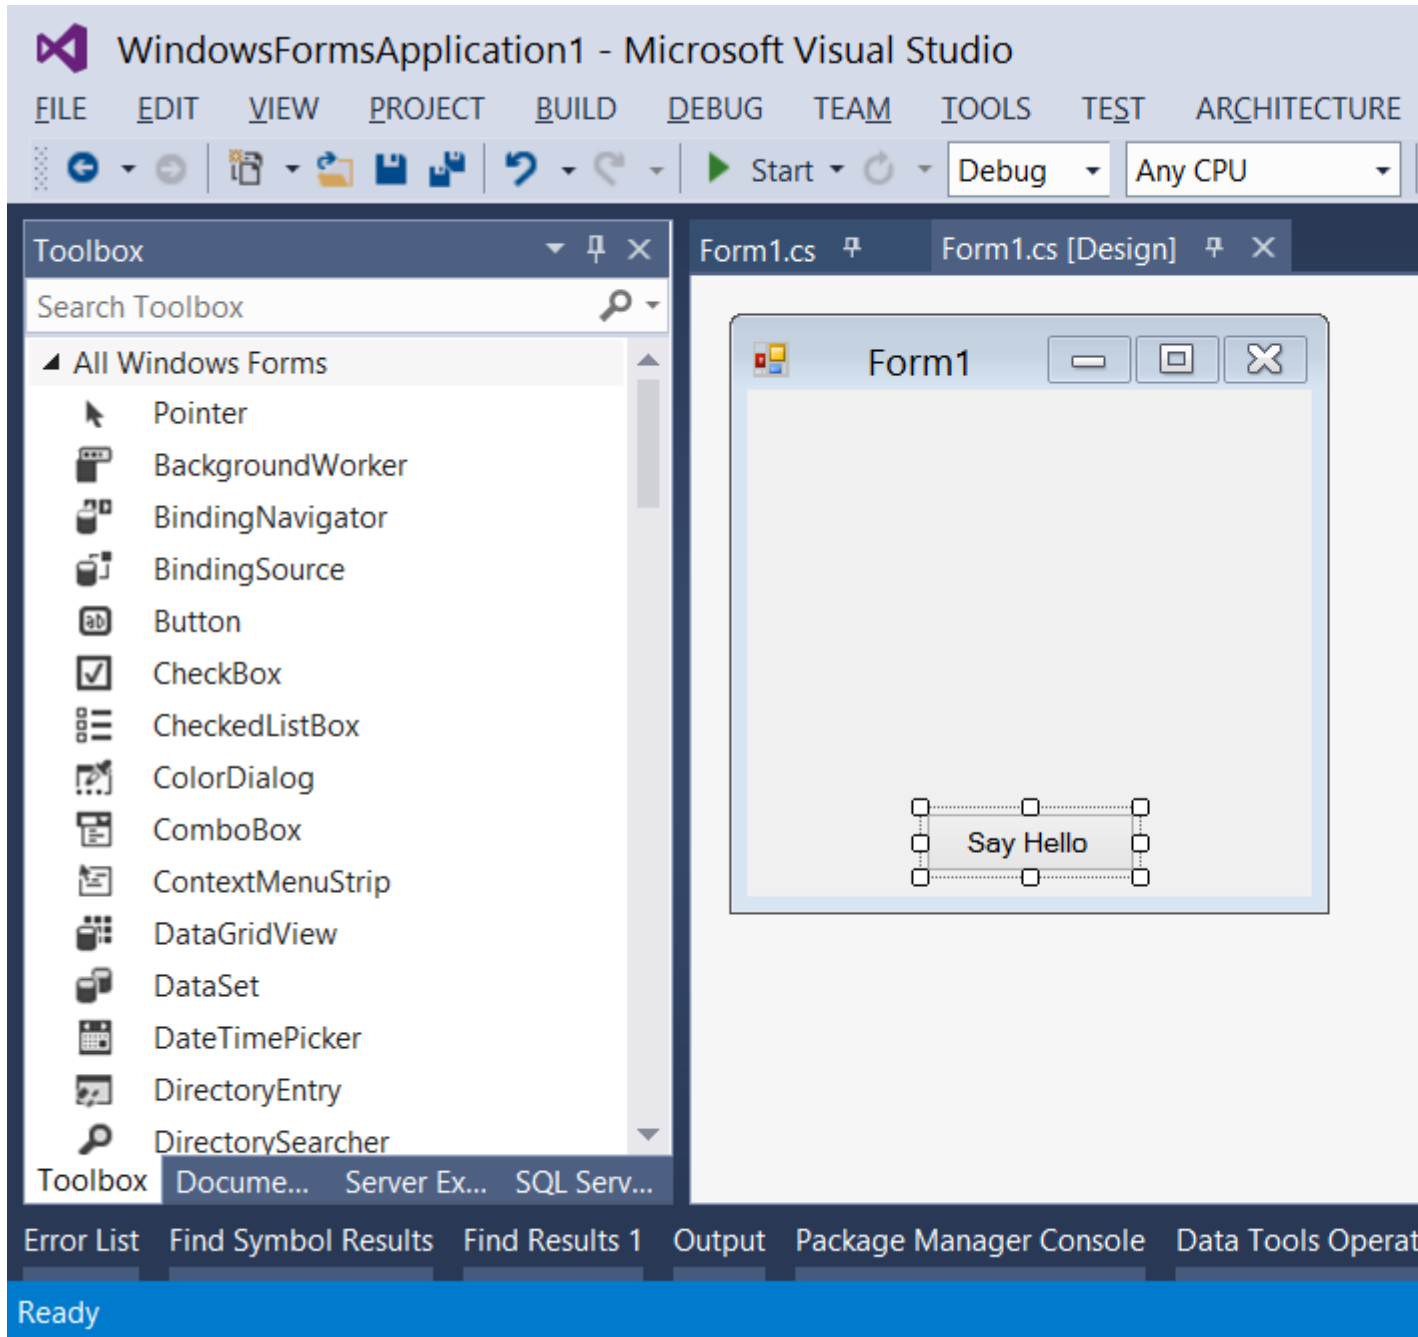 WindowsFormsApplication1 - Microsoft Visual Studio
FILE EDIT VIEW PROJECT BUILD DEBUG TEAM TOOLS TEST ARCHITECTURE
Start Debug Any CPU
Toolbox
Search Toolbox
All Windows Forms
Pointer
BackgroundWorker
BindingNavigator
BindingSource
Button
CheckBox
CheckedListBox
ColorDialog
ComboBox
ContextMenuStrip
DataGridView
DataSet
DateTimePicker
DirectoryEntry
DirectorySearcher
Toolbox Docume... Server Ex... SQL Serv...
Form1.cs Form1.cs [Design]
Form1
Say Hello
Error List Find Symbol Results Find Results 1 Output Package Manager Console Data Tools Operat
Ready